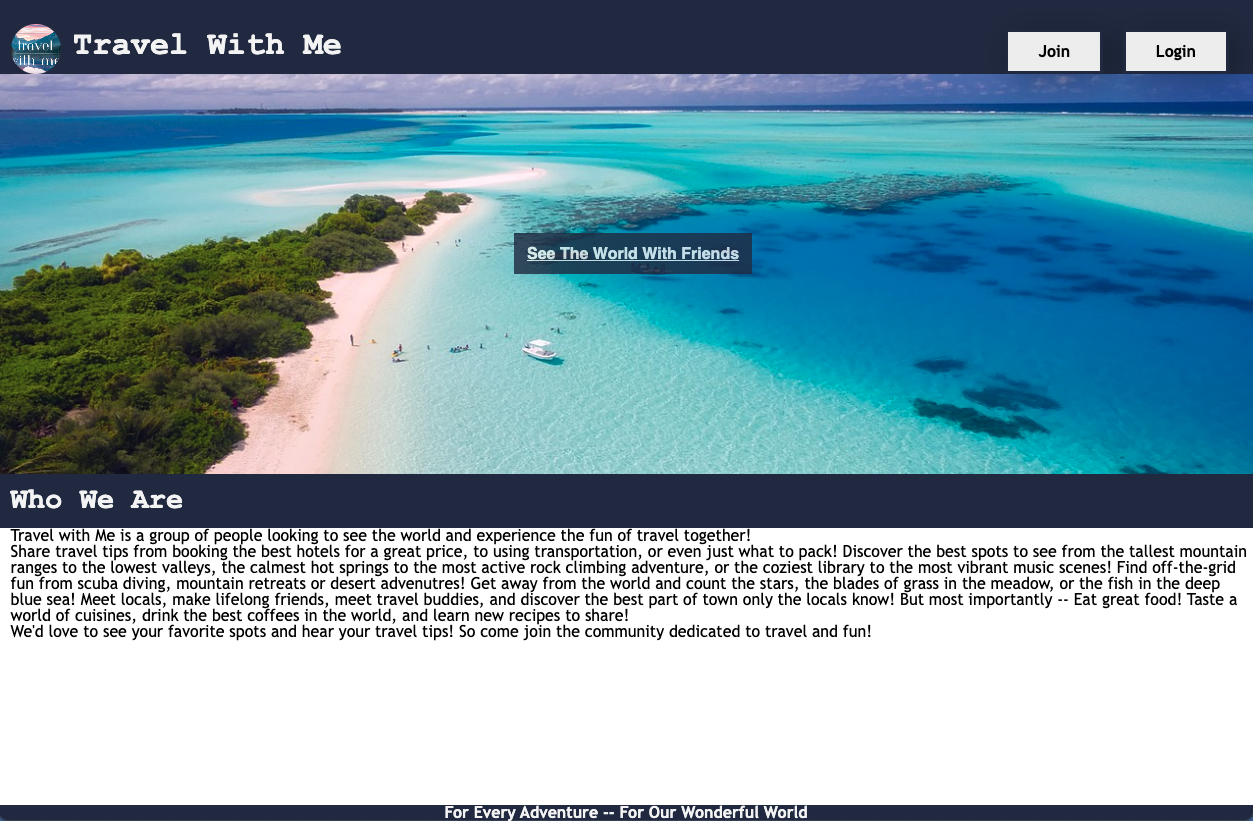 travel
with me
Travel With Me
Join
Login
See The World With Friends
Who We Are
Travel with Me is a group of people looking to see the world and experience the fun of travel together!
Share travel tips from booking the best hotels for a great price, to using transportation, or even just what to pack! Discover the best spots to see from the tallest mountain
ranges to the lowest valleys, the calmest hot springs to the most active rock climbing adventure, or the coziest library to the most vibrant music scenes! Find off-the-grid
fun from scuba diving, mountain retreats or desert advenutres! Get away from the world and count the stars, the blades of grass in the meadow, or the fish in the deep
blue sea! Meet locals, make lifelong friends, meet travel buddies, and discover the best part of town only the locals know! But most importantly -- Eat great food! Taste a
world of cuisines, drink the best coffees in the world, and learn new recipes to share!
We'd love to see your favorite spots and hear your travel tips! So come join the community dedicated to travel and fun!
For Every Adventure -- For Our Wonderful World